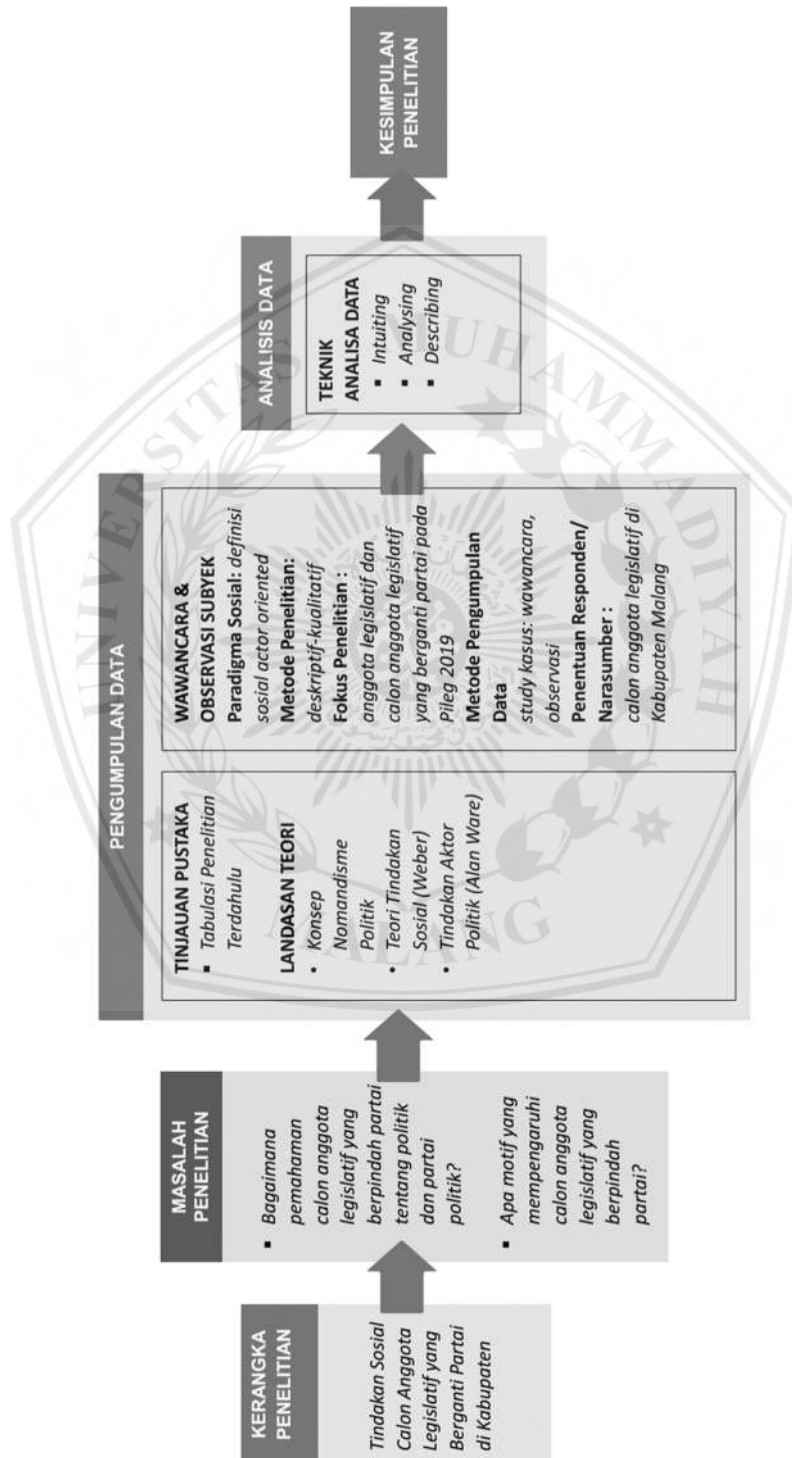 KERANGKA
PENELITIAN
Tindakan Sosial
Calon Anggota
Legislatif yang
Berganti Partai
di Kabupaten
MASALAH
PENELITIAN
▪ Bagaimana
pemahaman
calon anggota
legislatif yang
berpindah partai
tentang politik
dan partai
politik?
▪ Apa motif yang
mempengaruhi
calon anggota
legislatif yang
berpindah
partai?
PENGUMPULAN DATA
TINJAUAN PUSTAKA
▪ Tabulasi Penelitian
Terdahulu
LANDASAN TEORI
• Konsep
Nomandisme
Politik
• Teori Tindakan
Sosial (Weber)
• Tindakan Aktor
Politik (Alan Ware)
WAWANCARA &
OBSERVASI SUBYEK
Paradigma Sosial: definisi
sosial actor oriented
Metode Penelitian:
deskriptif-kualitatif
Fokus Penelitian :
anggota legislatif dan
calon anggota legislatif
yang berganti partai pada
Pileg 2019
Metode Pengumpulan
Data
study kasus: wawancara,
observasi
Penentuan Responden/
Narasumber :
calon anggota legislatif di
Kabupaten Malang
ANALISIS DATA
TEKNIK
ANALISA DATA
▪ Intuiting
▪ Analysing
▪ Describing
KESIMPULAN
PENELITIAN
UNIVERSITAS MUHAMMADIYAH
MALANG